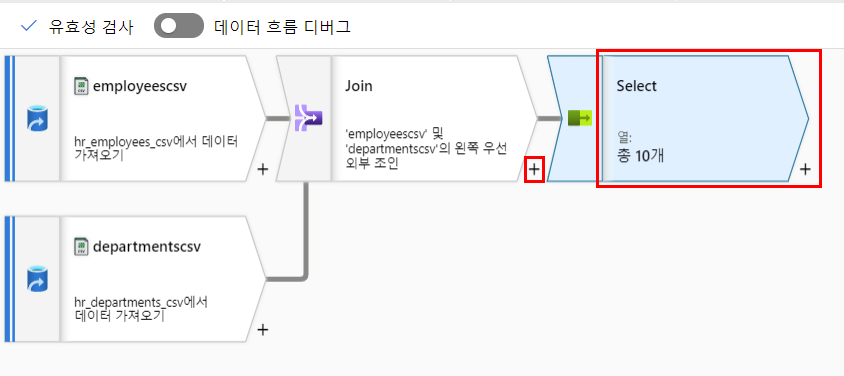 유효성 검사
데이터 흐름 디버그
employeescsv
hr_employees_csv에서 데이터
가져오기
+
Join
'employeescsv' 및
'departmentscsv'의 왼쪽 우선
외부 조인
+
Select
열:
총 10개
+
departmentscsv
hr_departments_csv에서
데이터 가져오기
+